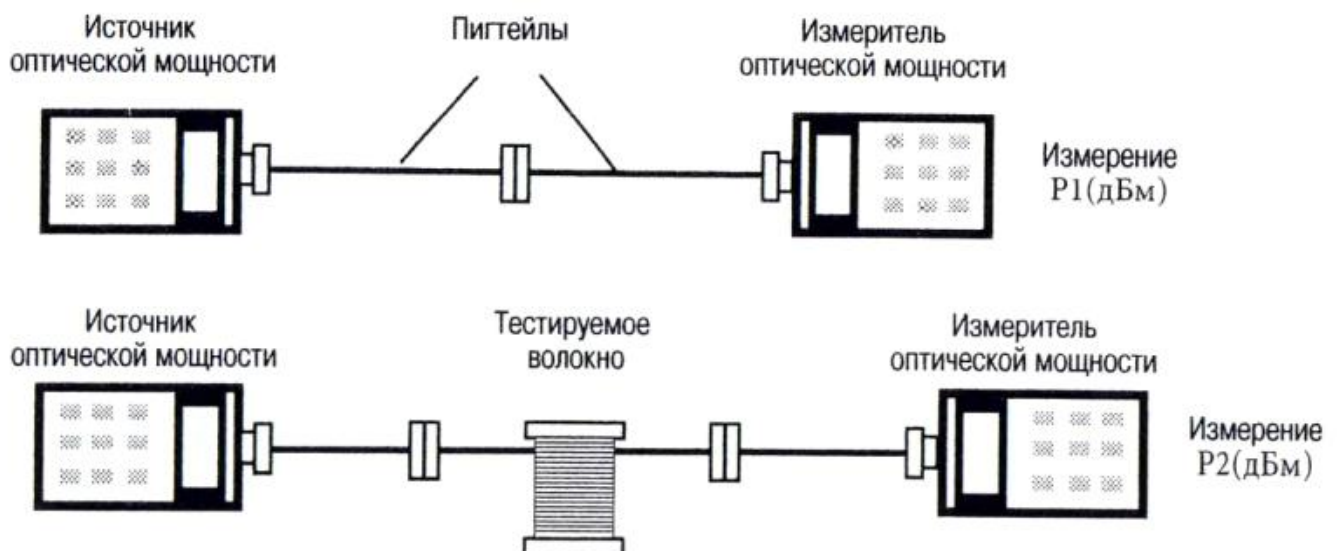 Источник
оптической мощности
Пигтейлы
Измеритель
оптической мощности
Измерение
P1(дБм)
Источник
оптической мощности
Тестируемое
волокно
Измеритель
оптической мощности
Измерение
P2(дБм)